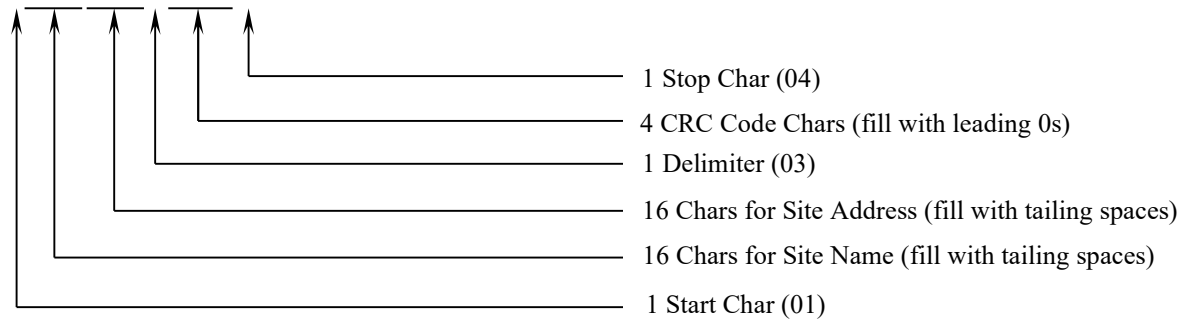 1 Stop Char (04)
4 CRC Code Chars (fill with leading 0s)
1 Delimiter (03)
16 Chars for Site Address (fill with tailing spaces)
16 Chars for Site Name (fill with tailing spaces)
1 Start Char (01)